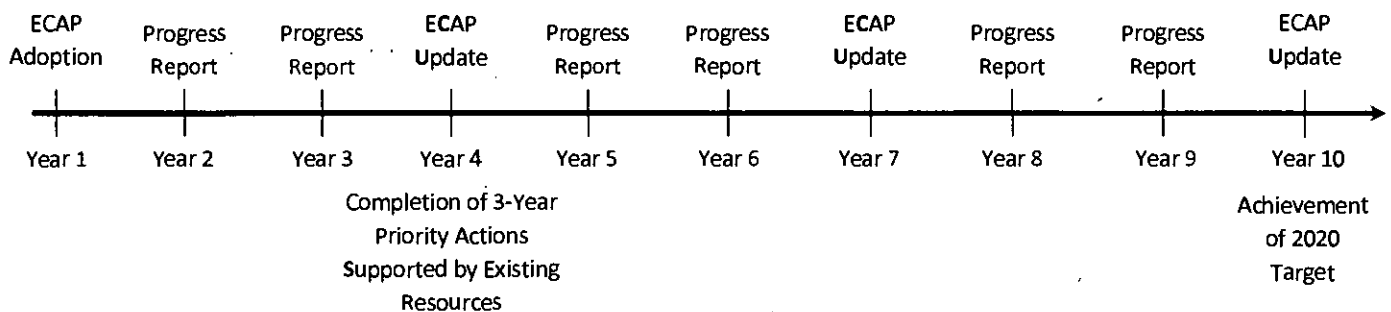 ECAP
Adoption
Progress
Report
Progress
Report
ECAP
Update
Progress
Report
Progress
Report
ECAP
Update
Progress
Report
Progress
Report
ECAP
Update
Year 1
Year 2
Year 3
Year 4
Year 5
Year 6
Year 7
Year 8
Year 9
Year 10
Completion of 3-Year
Priority Actions
Supported by Existing
Resources
Achievement
of 2020
Target